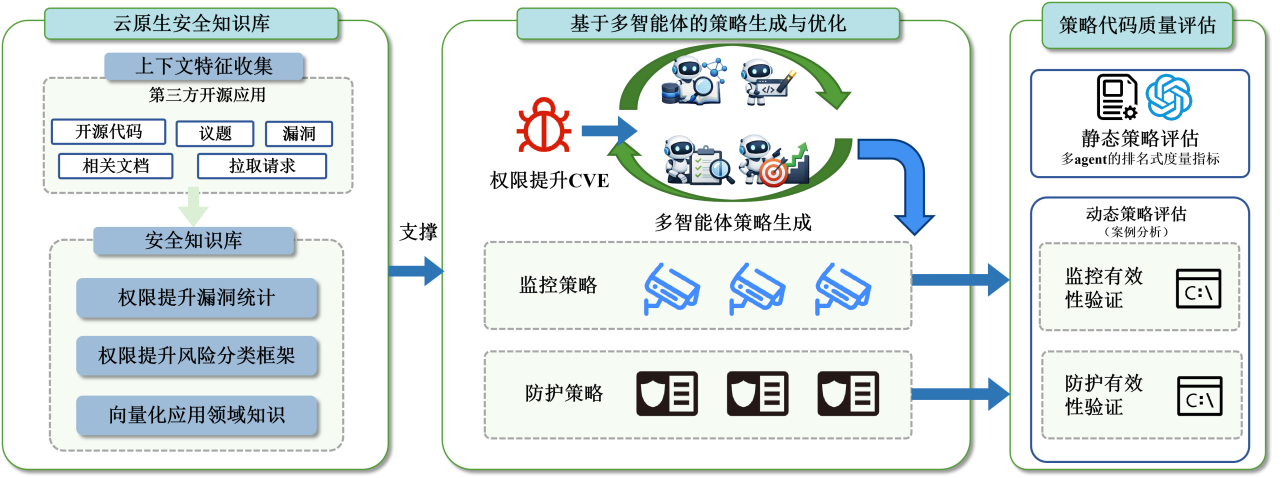 云原生安全知识库
上下文特征收集
第三方开源应用
开源代码
议题
漏洞
相关文档
拉取请求
安全知识库
权限提升漏洞统计
权限提升风险分类框架
向量化应用领域知识
支撑
基于多智能体的策略生成与优化
权限提升CVE
</>
多智能体策略生成
监控策略
防护策略
策略代码质量评估
静态策略评估
多agent的排名式度量指标
动态策略评估
（案例分析）
监控有效
性验证
C:\
防护有效
性验证
C:\